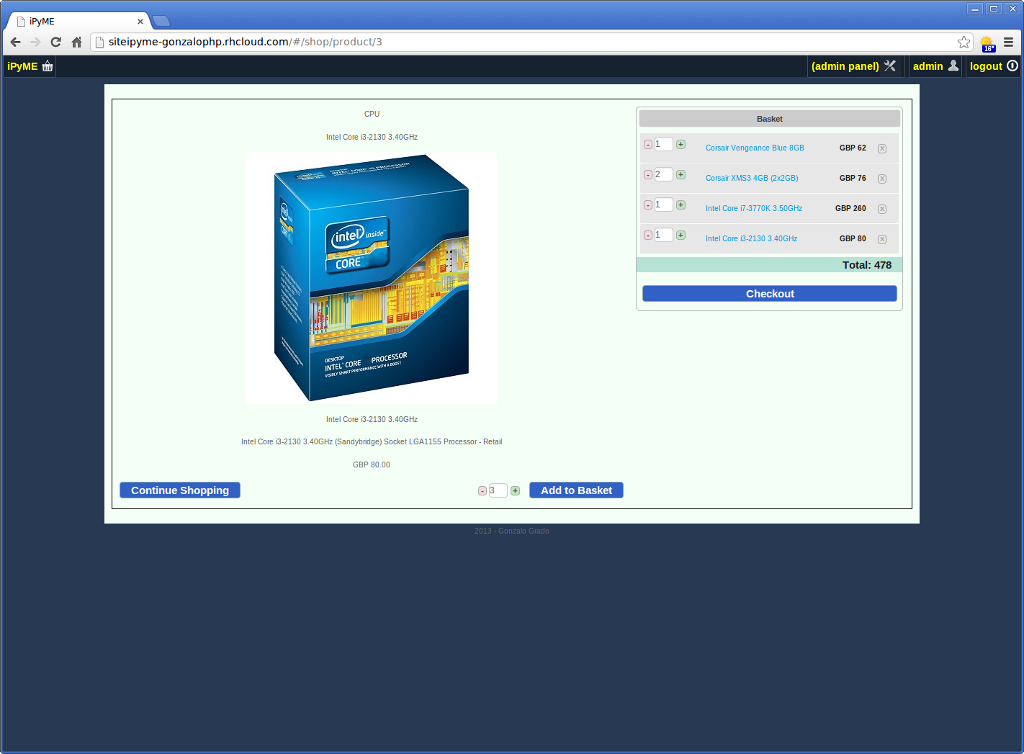 iPyME
siteipyme-gonzalophp.rhcloud.com/#/shop/product/3
16°
iPyME (admin panel) admin logout
CPU
Intel Core i3-2130 3.40GHz
intel inside™
CORE
DESKTOP
INTEL® CORE PROCESSOR
Intel Core i3-2130 3.40GHz
Intel Core i3-2130 3.40GHz (Sandybridge) Socket LGA1155 Processor - Retail
GBP 80.00
Continue Shopping - 3 + Add to Basket
Basket
- 1 + Corsair Vengeance Blue 8GB GBP 62 x
- 2 + Corsair XMS3 4GB (2x2GB) GBP 76 x
- 1 + Intel Core i7-3770K 3.50GHz GBP 260 x
- 1 + Intel Core i3-2130 3.40GHz GBP 80 x
Total: 478
Checkout
2013 - Gonzalo Grado